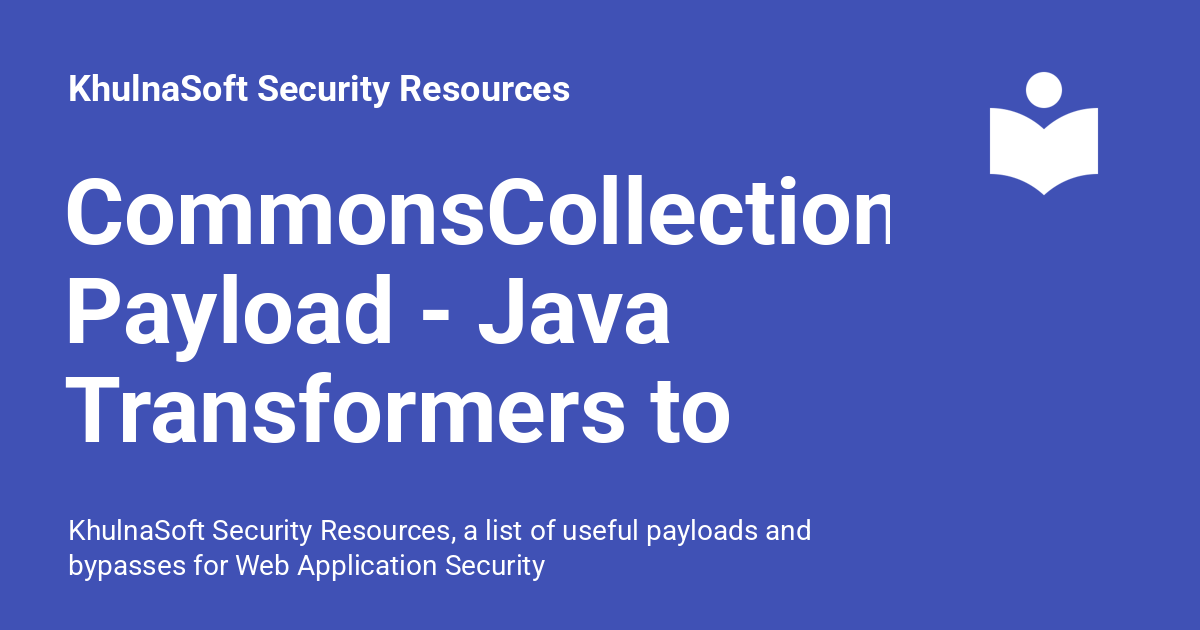 KhulnaSoft Security Resources
CommonsCollection
Payload - Java
Transformers to
KhulnaSoft Security Resources, a list of useful payloads and
bypasses for Web Application Security